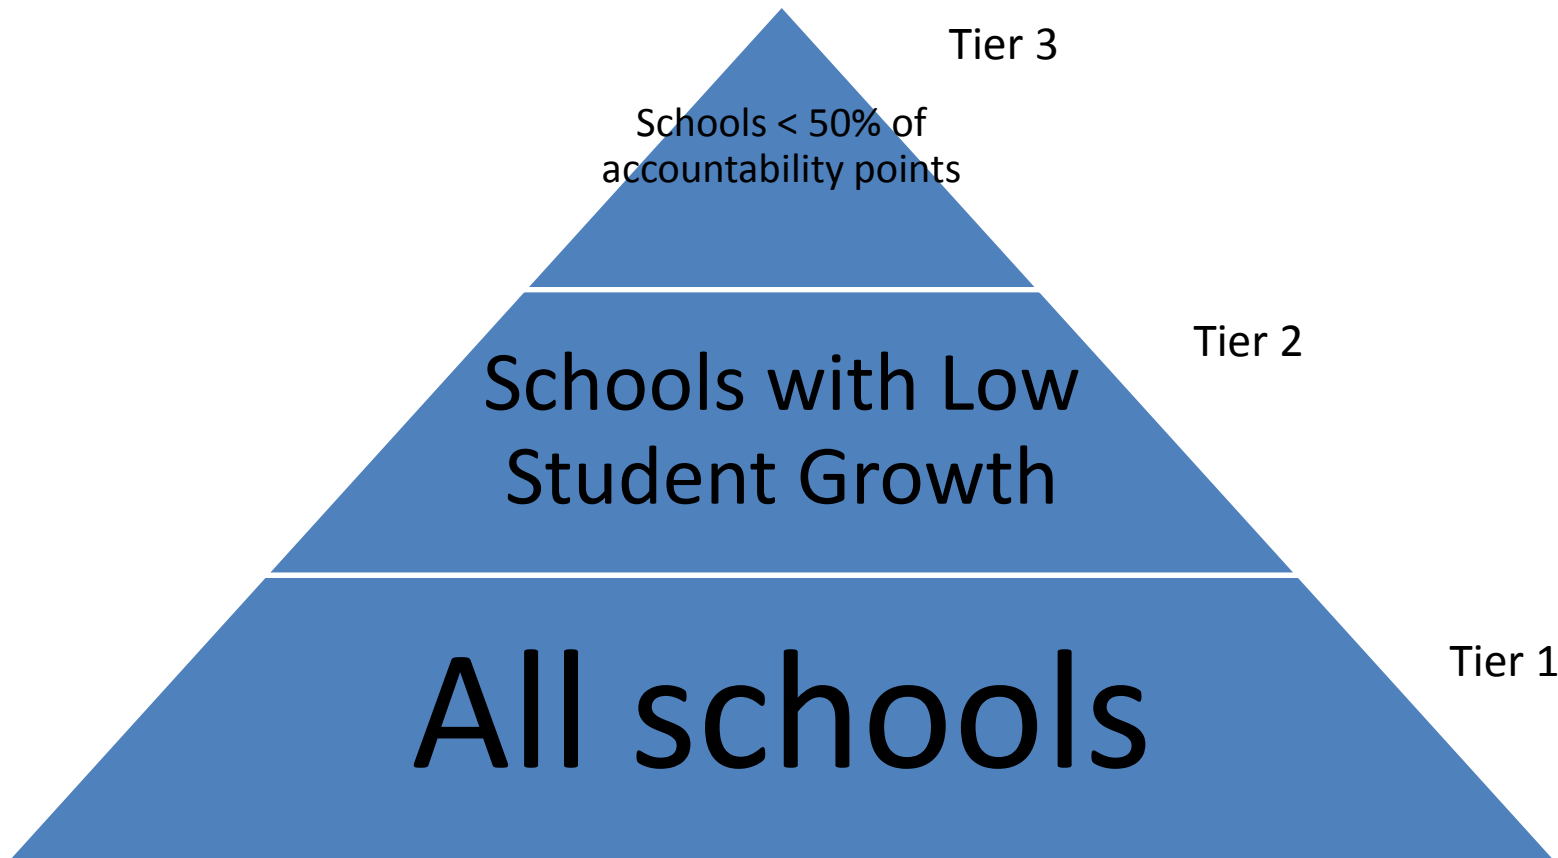 Tier 3
Schools < 50% of
accountability points
Tier 2
Schools with Low
Student Growth
Tier 1
All schools